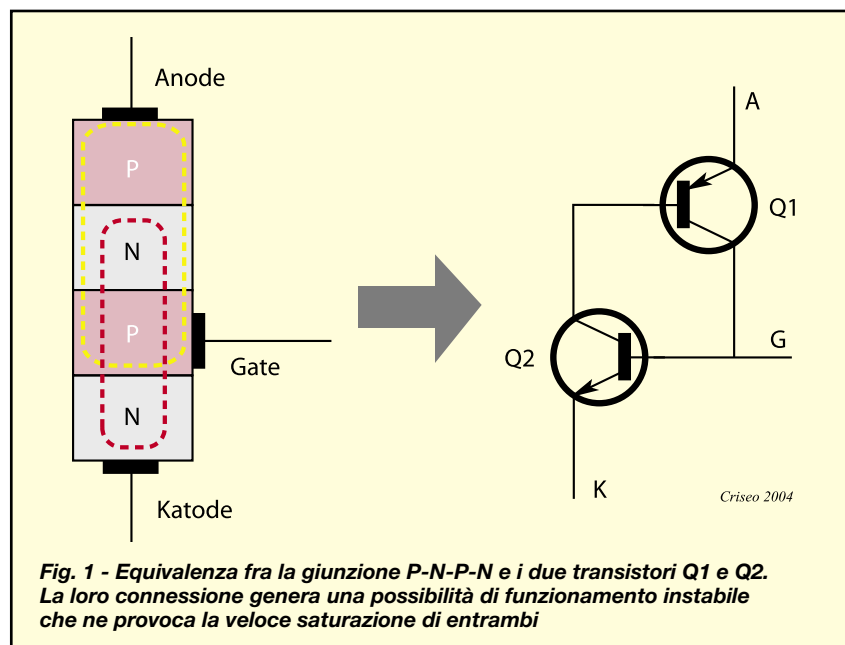 Anode
P
N
P
Gate
N
Katode
A
Q1
G
Q2
K
Criseo 2004
Fig. 1 - Equivalenza fra la giunzione P-N-P-N e i due transistori Q1 e Q2.
La loro connessione genera una possibilità di funzionamento instabile
che ne provoca la veloce saturazione di entrambi